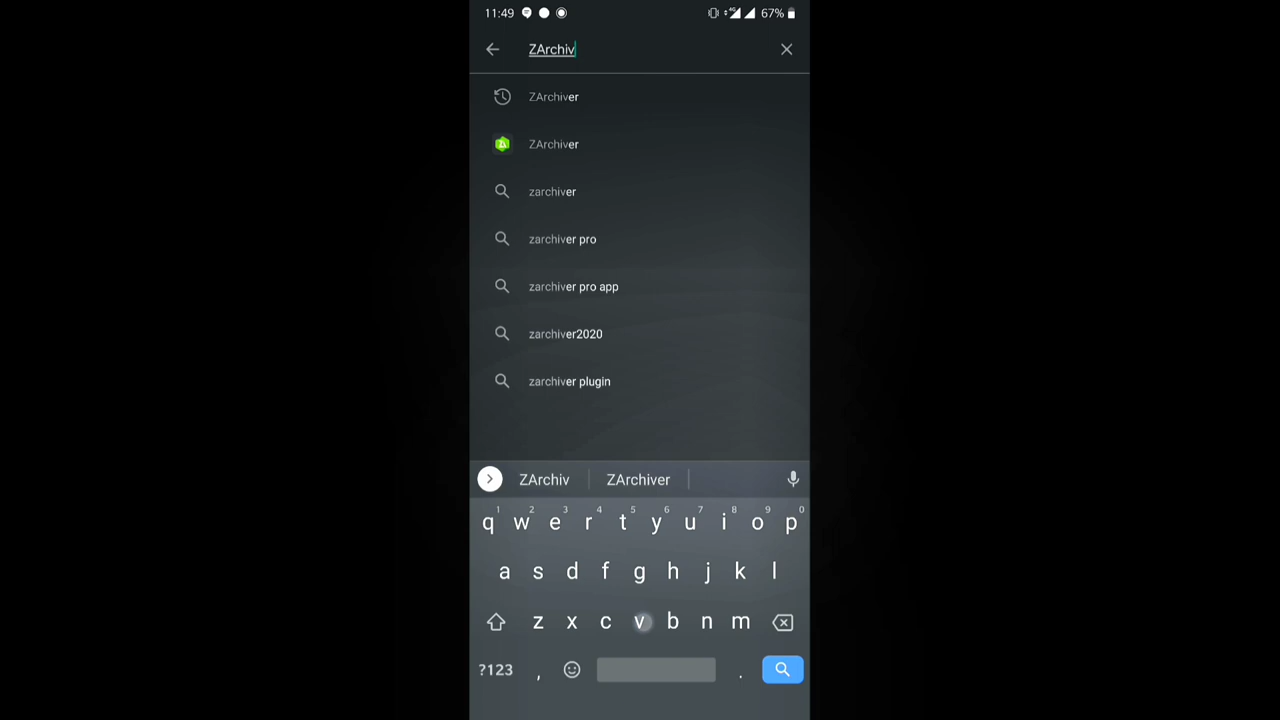 11:49 4G 67%
ZArchiv
ZArchiver
ZArchiver
zarchiver
zarchiver pro
zarchiver pro app
zarchiver2020
zarchiver plugin
ZArchiv ZArchiver
1 2 3 4 5 6 7 8 9 0
q w e r t y u i o p
a s d f g h j k l
z x c v b n m
?123 , .